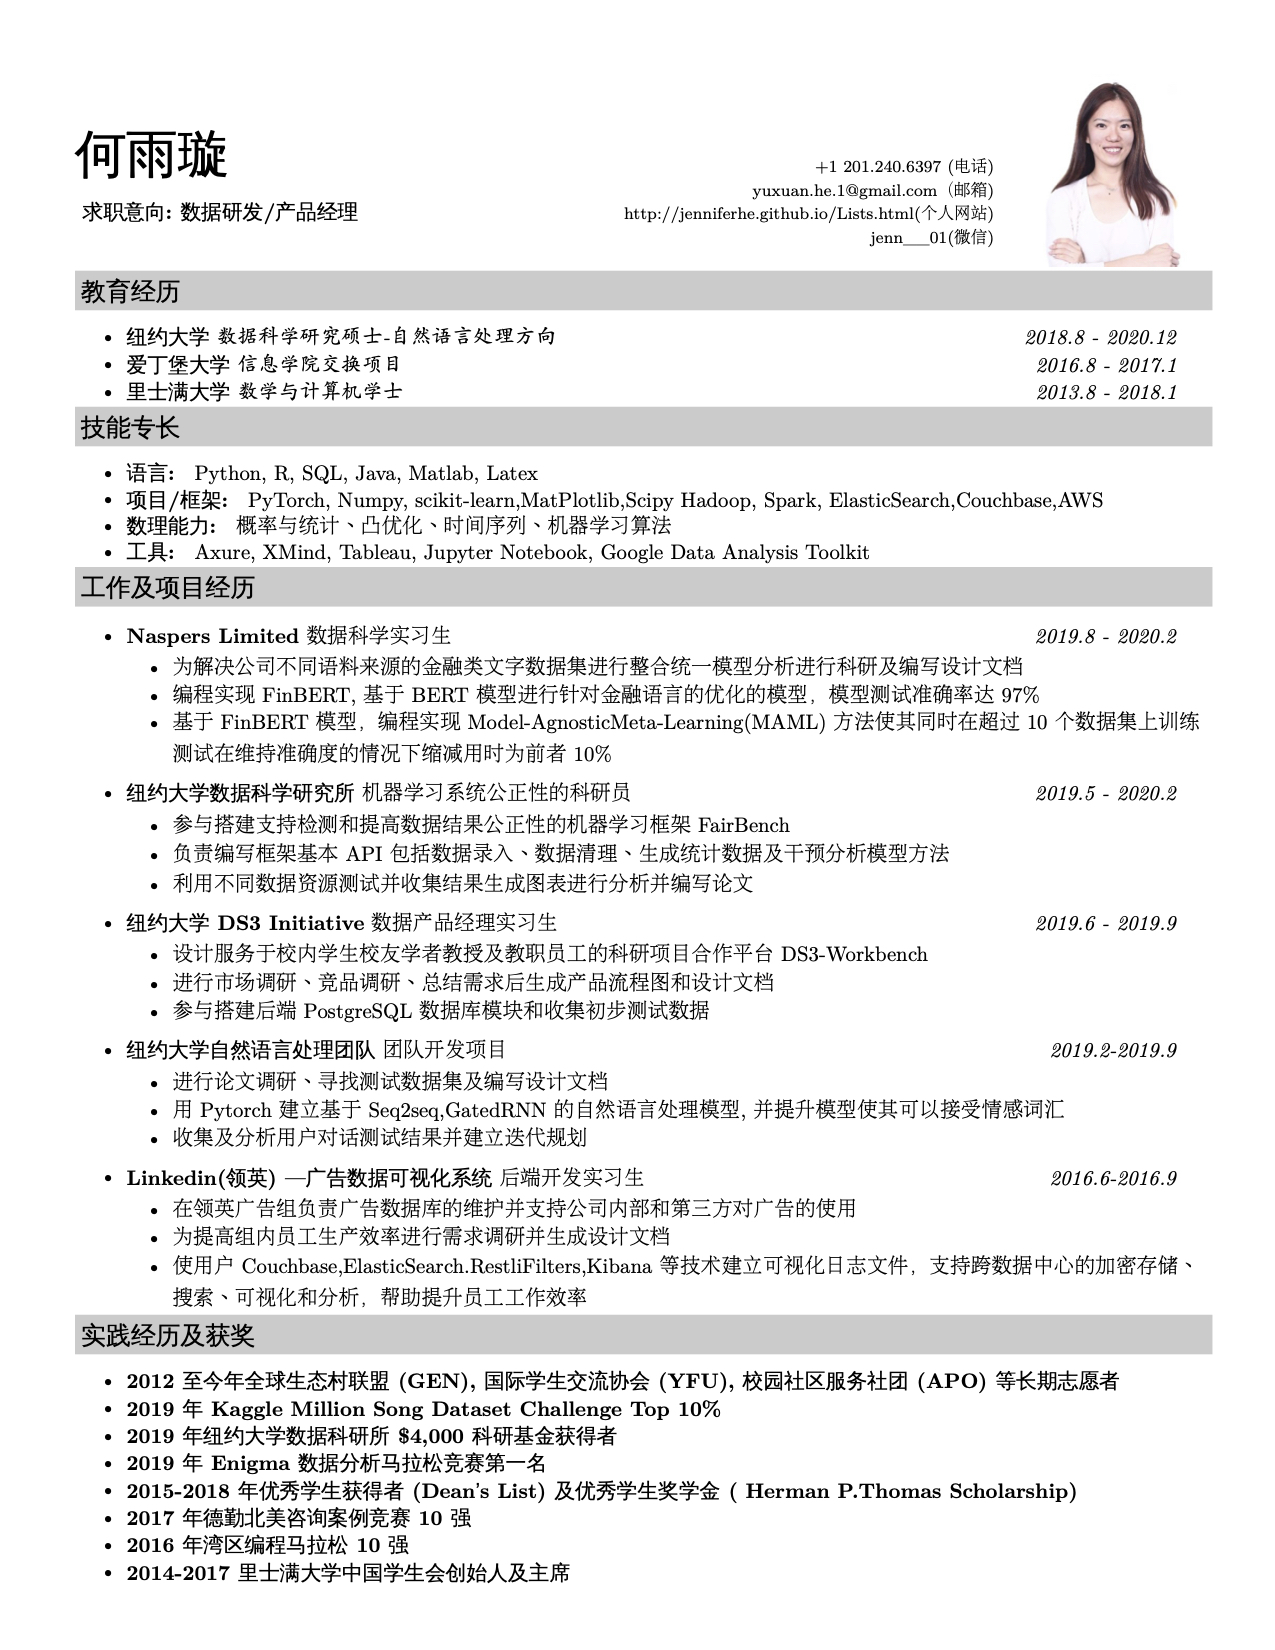 何雨璇
求职意向: 数据研发/产品经理
+1 201.240.6397 (电话)
yuxuan.he.1@gmail.com（邮箱)
http://jenniferhe.github.io/Lists.html(个人网站)
jenn___01(微信)
教育经历
• 纽约大学 数据科学研究硕士-自然语言处理方向 2018.8 - 2020.12
• 爱丁堡大学 信息学院交换项目 2016.8 - 2017.1
• 里士满大学 数学与计算机学士 2013.8 - 2018.1
技能专长
• 语言： Python, R, SQL, Java, Matlab, Latex
• 项目/框架： PyTorch, Numpy, scikit-learn,MatPlotlib,Scipy Hadoop, Spark, ElasticSearch,Couchbase,AWS
• 数理能力： 概率与统计、凸优化、时间序列、机器学习算法
• 工具： Axure, XMind, Tableau, Jupyter Notebook, Google Data Analysis Toolkit
工作及项目经历
• Naspers Limited 数据科学实习生 2019.8 - 2020.2
• 为解决公司不同语料来源的金融类文字数据集进行整合统一模型分析进行科研及编写设计文档
• 编程实现 FinBERT, 基于 BERT 模型进行针对金融语言的优化的模型，模型测试准确率达 97%
• 基于 FinBERT 模型，编程实现 Model-AgnosticMeta-Learning(MAML) 方法使其同时在超过 10 个数据集上训练
测试在维持准确度的情况下缩减用时为前者 10%
• 纽约大学数据科学研究所 机器学习系统公正性的科研员 2019.5 - 2020.2
• 参与搭建支持检测和提高数据结果公正性的机器学习框架 FairBench
• 负责编写框架基本 API 包括数据录入、数据清理、生成统计数据及干预分析模型方法
• 利用不同数据资源测试并收集结果生成图表进行分析并编写论文
• 纽约大学 DS3 Initiative 数据产品经理实习生 2019.6 - 2019.9
• 设计服务于校内学生校友学者教授及教职员工的科研项目合作平台 DS3-Workbench
• 进行市场调研、竞品调研、总结需求后生成产品流程图和设计文档
• 参与搭建后端 PostgreSQL 数据库模块和收集初步测试数据
• 纽约大学自然语言处理团队 团队开发项目 2019.2-2019.9
• 进行论文调研、寻找测试数据集及编写设计文档
• 用 Pytorch 建立基于 Seq2seq,GatedRNN 的自然语言处理模型, 并提升模型使其可以接受情感词汇
• 收集及分析用户对话测试结果并建立迭代规划
• Linkedin(领英) —广告数据可视化系统 后端开发实习生 2016.6-2016.9
• 在领英广告组负责广告数据库的维护并支持公司内部和第三方对广告的使用
• 为提高组内员工生产效率进行需求调研并生成设计文档
• 使用户 Couchbase,ElasticSearch.RestliFilters,Kibana 等技术建立可视化日志文件，支持跨数据中心的加密存储、
搜索、可视化和分析，帮助提升员工工作效率
实践经历及获奖
• 2012 至今年全球生态村联盟 (GEN), 国际学生交流协会 (YFU), 校园社区服务社团 (APO) 等长期志愿者
• 2019 年 Kaggle Million Song Dataset Challenge Top 10%
• 2019 年纽约大学数据科研所 $4,000 科研基金获得者
• 2019 年 Enigma 数据分析马拉松竞赛第一名
• 2015-2018 年优秀学生获得者 (Dean's List) 及优秀学生奖学金 ( Herman P.Thomas Scholarship)
• 2017 年德勤北美咨询案例竞赛 10 强
• 2016 年湾区编程马拉松 10 强
• 2014-2017 里士满大学中国学生会创始人及主席